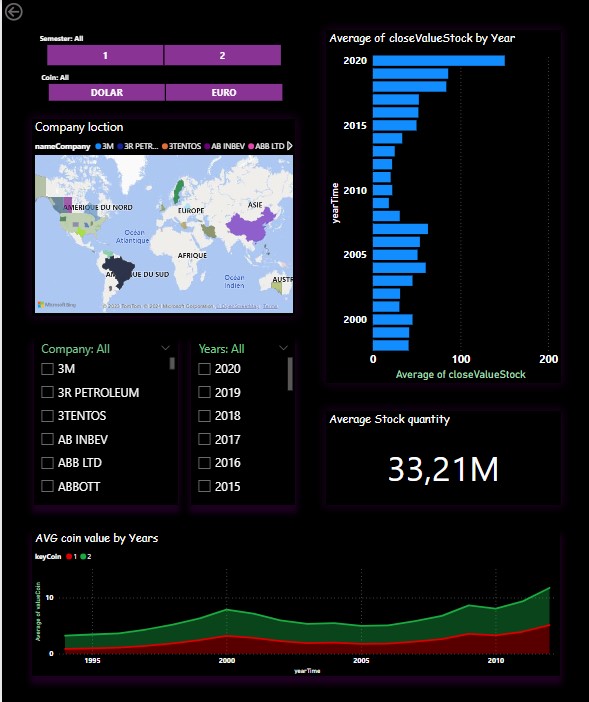 Semester: All
1 2
Coin: All
DOLAR EURO
Company loction
nameCompany 3M 3R PETR... 3TENTOS AB INBEV ABB LTD
AMÉRIQUE DU NORD
EUROPE
ASIE
Océan
Atlantique
AFRIQUE
AMÉRIQUE DU SUD
Océan
Indien
AUSTR
Microsoft Bing
© 2023 TomTom, © 2024 Microsoft Corporation, © OpenStreetMap Terms
Company: All
3M
3R PETROLEUM
3TENTOS
AB INBEV
ABB LTD
ABBOTT
Years: All
2020
2019
2018
2017
2016
2015
Average of closeValueStock by Year
yearTime
2020
2015
2010
2005
2000
0 100 200
Average of closeValueStock
Average Stock quantity
33,21M
AVG coin value by Years
keyCoin 1 2
Average of valueCoin
10
0
1995 2000 2005 2010
yearTime